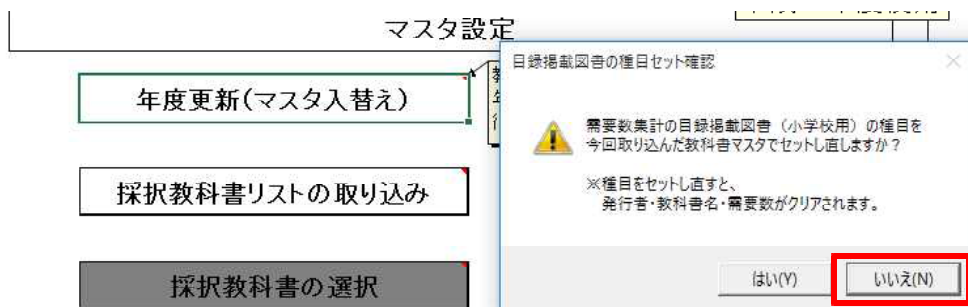 マスタ設定
年度更新(マスタ入替え)
採択教科書リストの取り込み
採択教科書の選択
目録掲載図書の種目セット確認
需要数集計の目録掲載図書（小学校用）の種目を
今回取り込んだ教科書マスタでセットし直しますか？
※種目をセットし直すと、
発行者・教科書名・需要数がクリアされます。
はい(Y)
いいえ(N)